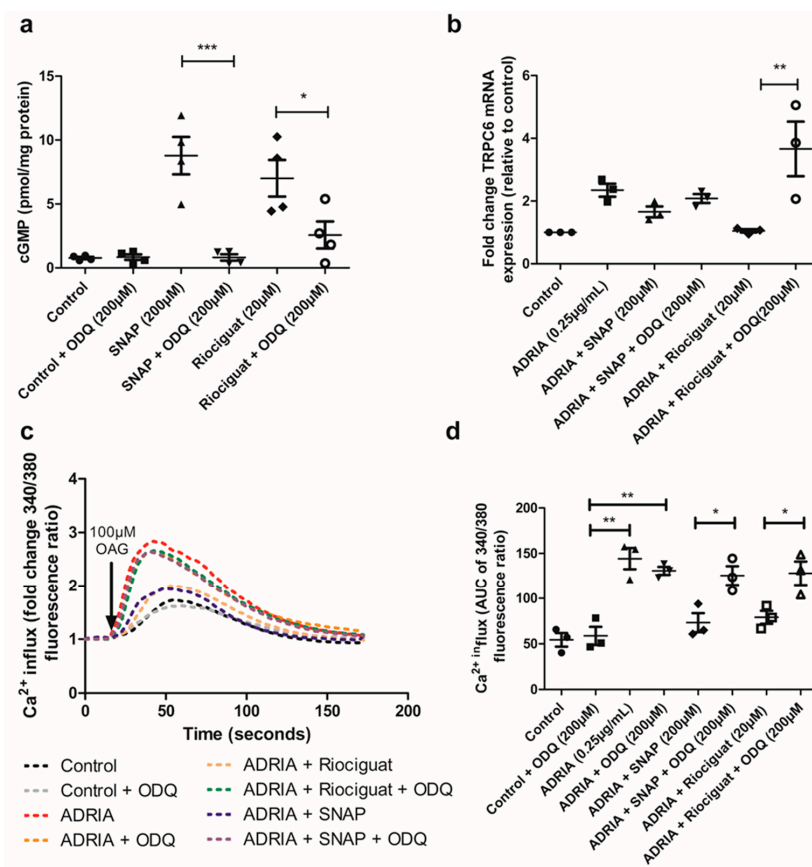 a
***
*
cGMP (pmol/mg protein)
15
10
5
0
Control
Control + ODQ (200µM)
SNAP (200µM)
SNAP + ODQ (200µM)
Riociguat (20µM)
Riociguat + ODQ (200µM)
b
**
Fold change TRPC6 mRNA
expression (relative to control)
6
4
2
0
Control
ADRIA (0.25µg/mL)
ADRIA + SNAP (200µM)
ADRIA + SNAP + ODQ (200µM)
ADRIA + Riociguat (20µM)
ADRIA + Riociguat + ODQ(200µM)
c
Ca2+ influx (fold change 340/380
fluorescence ratio)
4
3
2
1
0
100µM
OAG
0
50
100
150
200
Time (seconds)
Control
Control + ODQ
ADRIA
ADRIA + ODQ
ADRIA + Riociguat
ADRIA + Riociguat + ODQ
ADRIA + SNAP
ADRIA + SNAP + ODQ
d
**
**
*
*
Ca2+ influx (AUC of 340/380
fluorescence ratio)
200
150
100
50
0
Control
Control + ODQ (200µM)
ADRIA (0.25µg/mL)
ADRIA + ODQ (200µM)
ADRIA + SNAP (200µM)
ADRIA + SNAP + ODQ (200µM)
ADRIA + Riociguat (20µM)
ADRIA + Riociguat + ODQ (200µM